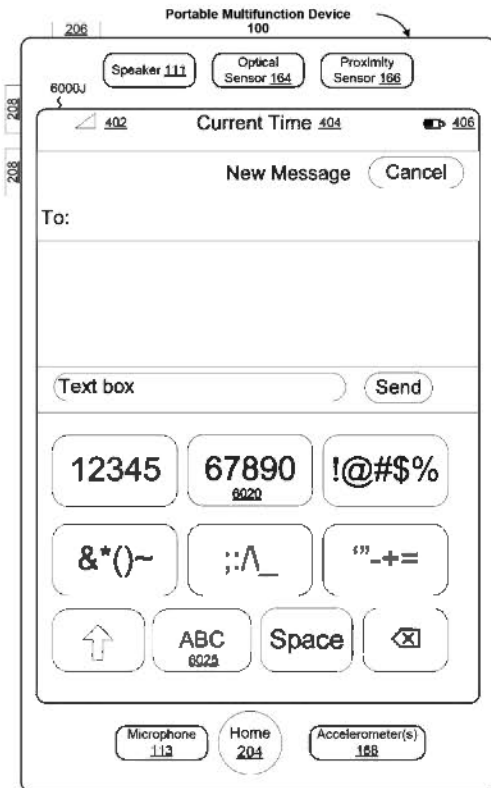 Portable Multifunction Device
100
206
Speaker 111
Optical
Sensor 164
Proximity
Sensor 166
6000J
208
208
402
Current Time 404
406
New Message
Cancel
To:
Text box
Send
12345
67890
6020
!@#$%
&*()~
;:/\_
‘”-+=
ABC
6025
Space
Microphone
113
Home
204
Accelerometer(s)
168